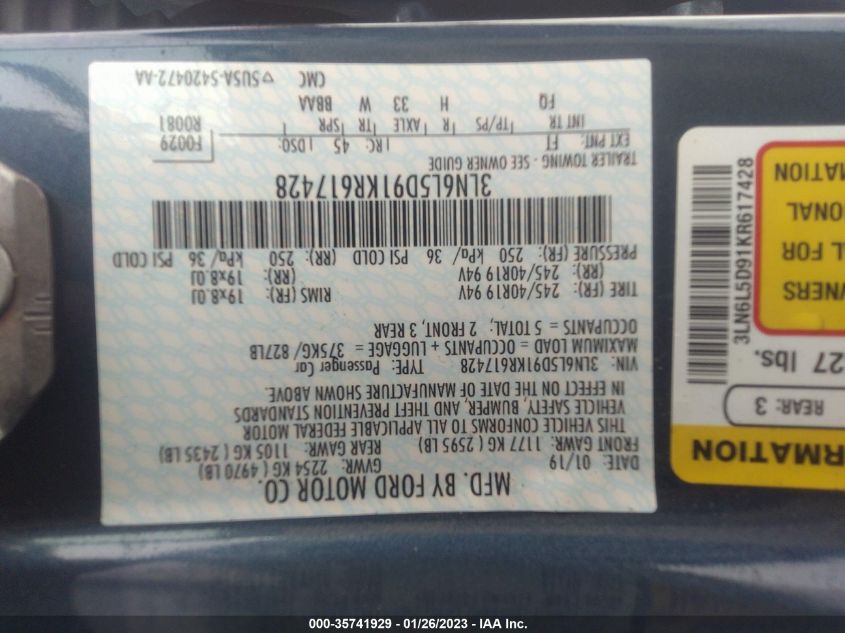 MFD. BY FORD MOTOR CO.
DATE: 01/19 GVWR: 2254 KG ( 4970 LB)
FRONT GAWR: 1177 KG ( 2595 LB) REAR GAWR: 1105 KG ( 2435 LB)
THIS VEHICLE CONFORMS TO ALL APPLICABLE FEDERAL MOTOR
VEHICLE SAFETY, BUMPER, AND THEFT PREVENTION STANDARDS
IN EFFECT ON THE DATE OF MANUFACTURE SHOWN ABOVE.
VIN: 3LN6L5D91KR617428 TYPE: Passenger Car
MAXIMUM LOAD = OCCUPANTS + LUGGAGE = 375KG/ 827LB
OCCUPANTS = 5 TOTAL: 2 FRONT, 3 REAR
TIRE (FR): 245/40R19 94V RIMS (FR): 19x8.0J
(RR): 245/40R19 94V (RR): 19x8.0J
PRESSURE (FR): 250 kPa/ 36 PSI COLD (RR): 250 kPa/ 36 PSI COLD
3LN6L5D91KR617428
TRAILER TOWING - SEE OWNER GUIDE
EXT PNT: FT RC: 45 DSO: F0029
INT TR TP/PS R AXLE TR SPR R0081
FQ H 33 W BBAA
CMC 5USA-5420472-AA
RMATION
REAR: 3
27 lbs.
WNERS
L FOR
ONAL
MATION
3LN6L5D91KR617428
000-35741929 - 01/26/2023 - IAA Inc.